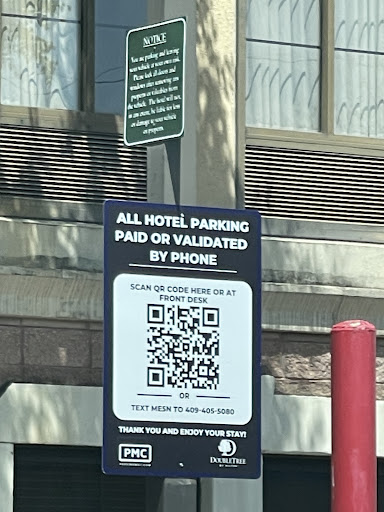 NOTICE
You are parking and leaving
your vehicle at your own risk.
Please lock all doors and
windows after removing any
property or valuables from
the vehicle. The hotel will not,
in any event, be liable for loss
or damage to your vehicle
or property.
ALL HOTEL PARKING
PAID OR VALIDATED
BY PHONE
SCAN QR CODE HERE OR AT
FRONT DESK
OR
TEXT MESN TO 409-405-5080
THANK YOU AND ENJOY YOUR STAY!
PMC
DOUBLETREE
BY HILTON